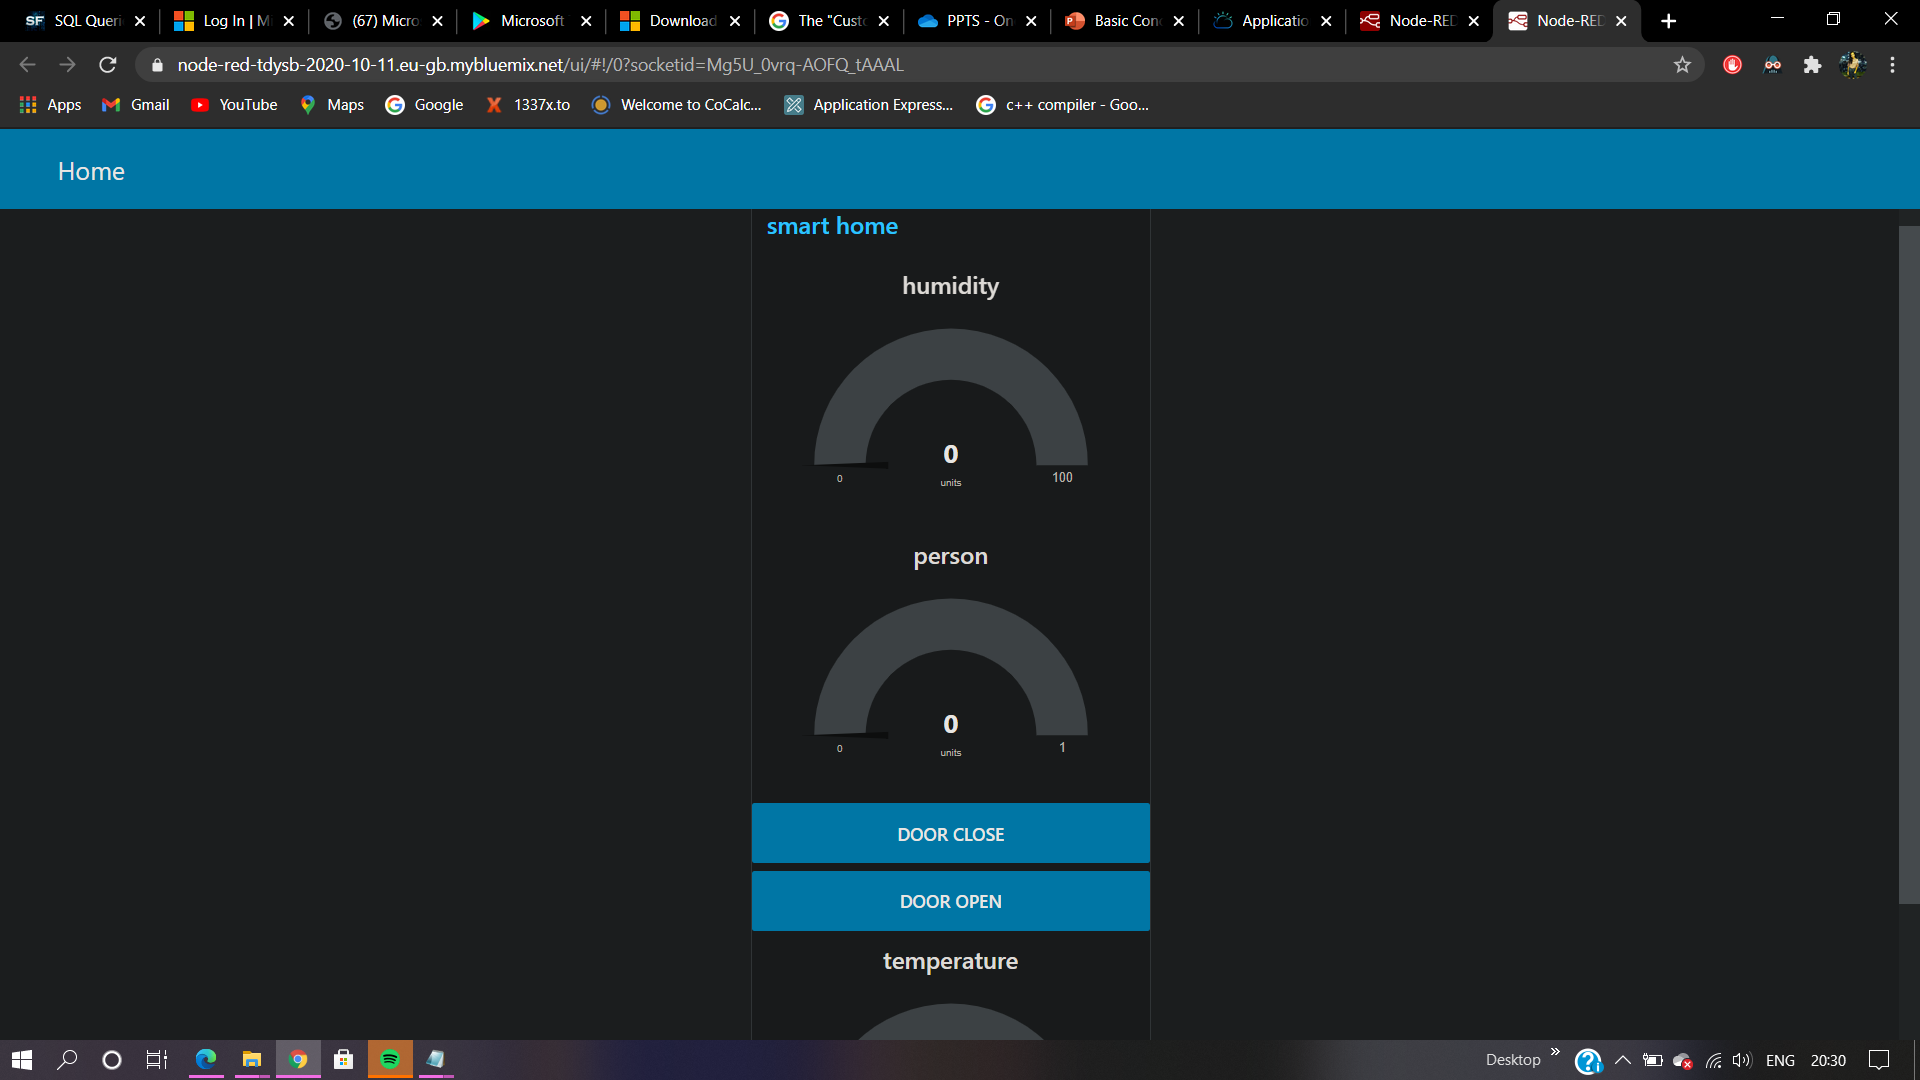 SQL Queri
Log In | M
(67) Micro
Microsoft
Download
The "Custo
PPTS - On
Basic Con
Applicatio
Node-RED
Node-RED
node-red-tdysb-2020-10-11.eu-gb.mybluemix.net/ui/#!/0?socketid=Mg5U_0vrq-AOFQ_tAAAL
Apps
Gmail
YouTube
Maps
Google
1337x.to
Welcome to CoCalc...
Application Express...
c++ compiler - Goo...
Home
smart home
humidity
0
units
0
100
person
0
units
0
1
DOOR CLOSE
DOOR OPEN
temperature
Desktop
ENG
20:30